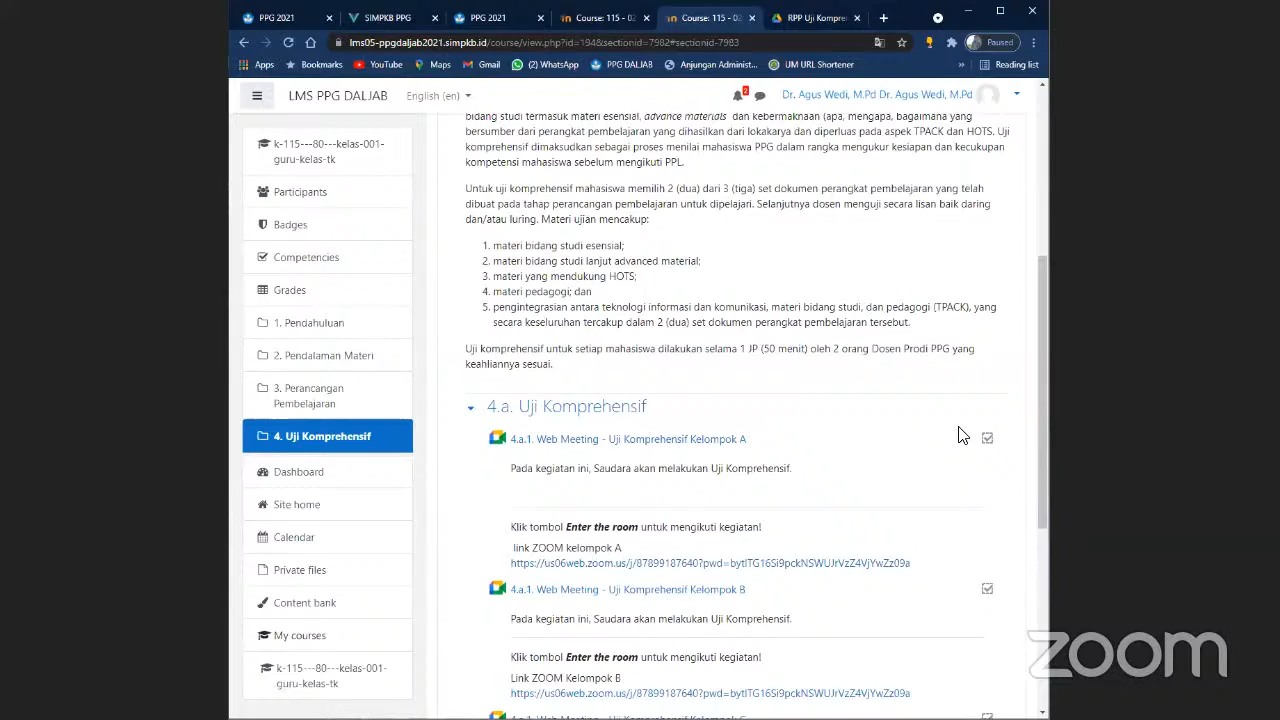 PPG 2021
SIMPKB PPG
PPG 2021
Course: 115 - 02
Course: 115 - 02
RPP Uji Kompre
lms05-ppgdaljab2021.simpkb.id/course/view.php?id=194&sectionid=7982#sectionid-7983
Paused
Apps
Bookmarks
YouTube
Maps
Gmail
(2) WhatsApp
PPG DALJAB
Anjungan Administ...
UM URL Shortener
»
Reading list
LMS PPG DALJAB
English (en)
2
Dr. Agus Wedi, M.Pd Dr. Agus Wedi, M.Pd
k-115---80---kelas-001-
guru-kelas-tk
Participants
Badges
Competencies
Grades
1. Pendahuluan
2. Pendalaman Materi
3. Perancangan
Pembelajaran
4. Uji Komprehensif
Dashboard
Site home
Calendar
Private files
Content bank
My courses
k-115---80---kelas-001-
guru-kelas-tk
bidang studi termasuk materi esensial, advance materials dan kebermaknaan (apa, mengapa, bagaimana yang
bersumber dari perangkat pembelajaran yang dihasilkan dari lokakarya dan diperluas pada aspek TPACK dan HOTS. Uji
komprehensif dimaksudkan sebagai proses menilai mahasiswa PPG dalam rangka mengukur kesiapan dan kecukupan
kompetensi mahasiswa sebelum mengikuti PPL.
Untuk uji komprehensif mahasiswa memilih 2 (dua) dari 3 (tiga) set dokumen perangkat pembelajaran yang telah
dibuat pada tahap perancangan pembelajaran untuk dipelajari. Selanjutnya dosen menguji secara lisan baik daring
dan/atau luring. Materi ujian mencakup:
1. materi bidang studi esensial;
2. materi bidang studi lanjut advanced material;
3. materi yang mendukung HOTS;
4. materi pedagogi; dan
5. pengintegrasian antara teknologi informasi dan komunikasi, materi bidang studi, dan pedagogi (TPACK), yang
secara keseluruhan tercakup dalam 2 (dua) set dokumen perangkat pembelajaran tersebut.
Uji komprehensif untuk setiap mahasiswa dilakukan selama 1 JP (50 menit) oleh 2 orang Dosen Prodi PPG yang
keahliannya sesuai.
4.a. Uji Komprehensif
4.a.1. Web Meeting - Uji Komprehensif Kelompok A
Pada kegiatan ini, Saudara akan melakukan Uji Komprehensif.
Klik tombol Enter the room untuk mengikuti kegiatan!
link ZOOM kelompok A
https://us06web.zoom.us/j/87899187640?pwd=bytlTG16Si9pckNSWUJrVzZ4VjYwZz09a
4.a.1. Web Meeting - Uji Komprehensif Kelompok B
Pada kegiatan ini, Saudara akan melakukan Uji Komprehensif.
Klik tombol Enter the room untuk mengikuti kegiatan!
Link ZOOM Kelompok B
https://us06web.zoom.us/j/87899187640?pwd=bytlTG16Si9pckNSWUJrVzZ4VjYwZz09a
zoom